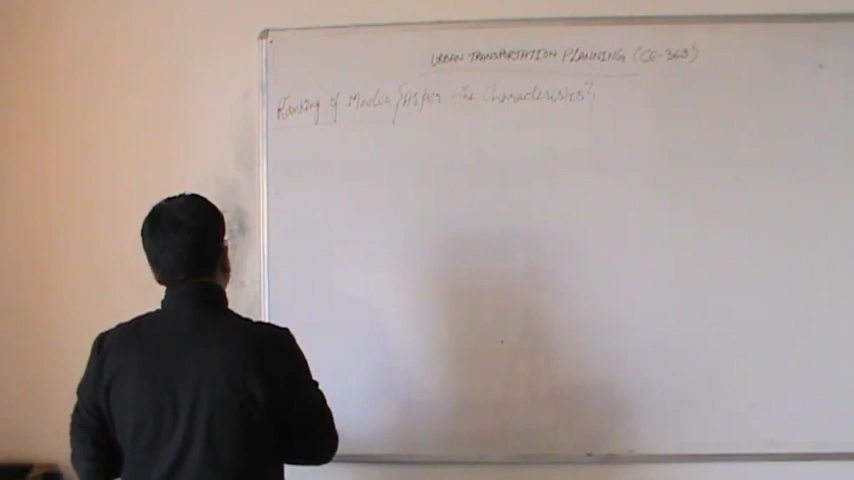 URBAN TRANSPORTATION PLANNING (CE-363)
Ranking of Modes {As per the Characteristics}